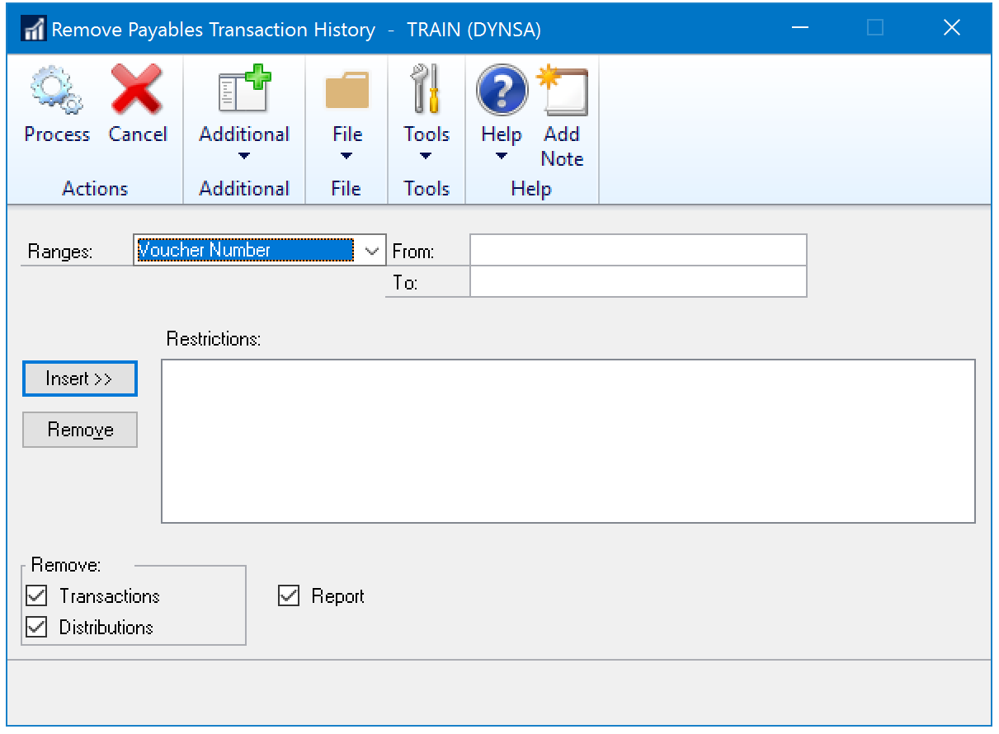 Remove Payables Transaction History - TRAIN (DYNSA)
Process Cancel Additional File Tools Help Add Note
Actions Additional File Tools Help
Ranges: Voucher Number From:
To:
Restrictions:
Insert >>
Remove
Remove:
Transactions Report
Distributions